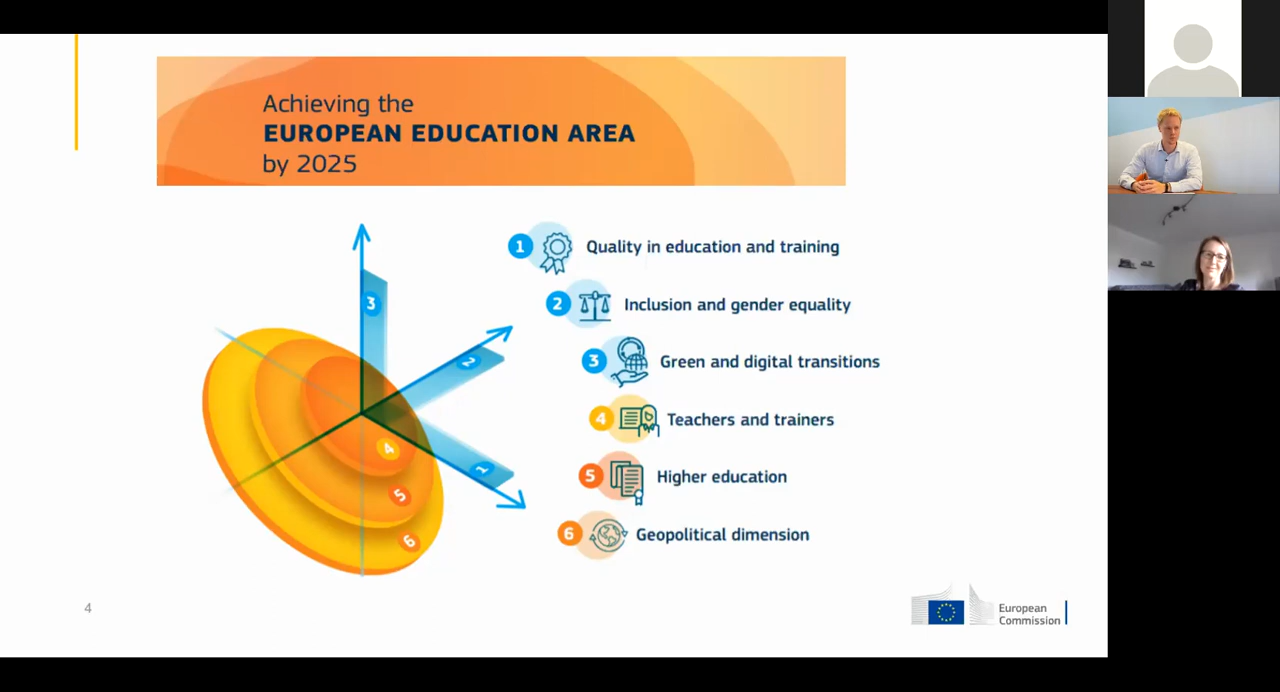 Achieving the
EUROPEAN EDUCATION AREA
by 2025
1 Quality in education and training
2 Inclusion and gender equality
3 Green and digital transitions
4 Teachers and trainers
5 Higher education
6 Geopolitical dimension
3
2
1
4
5
6
4
European
Commission